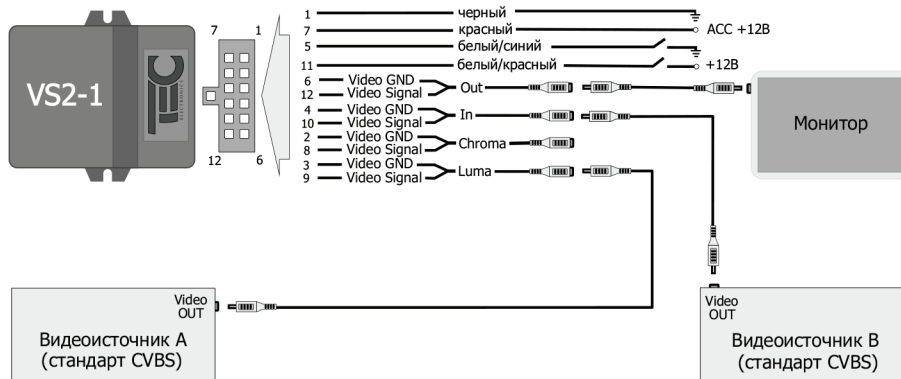 VS2-1
ELECTRONICS
7 1
12 6
1 черный
7 красный ACC +12В
5 белый/синий
11 белый/красный +12В
6 Video GND
12 Video Signal
Out
4 Video GND
10 Video Signal
In
2 Video GND
8 Video Signal
Chroma
3 Video GND
9 Video Signal
Luma
Монитор
Video
OUT
Видеоисточник А
(стандарт CVBS)
Video
OUT
Видеоисточник В
(стандарт CVBS)